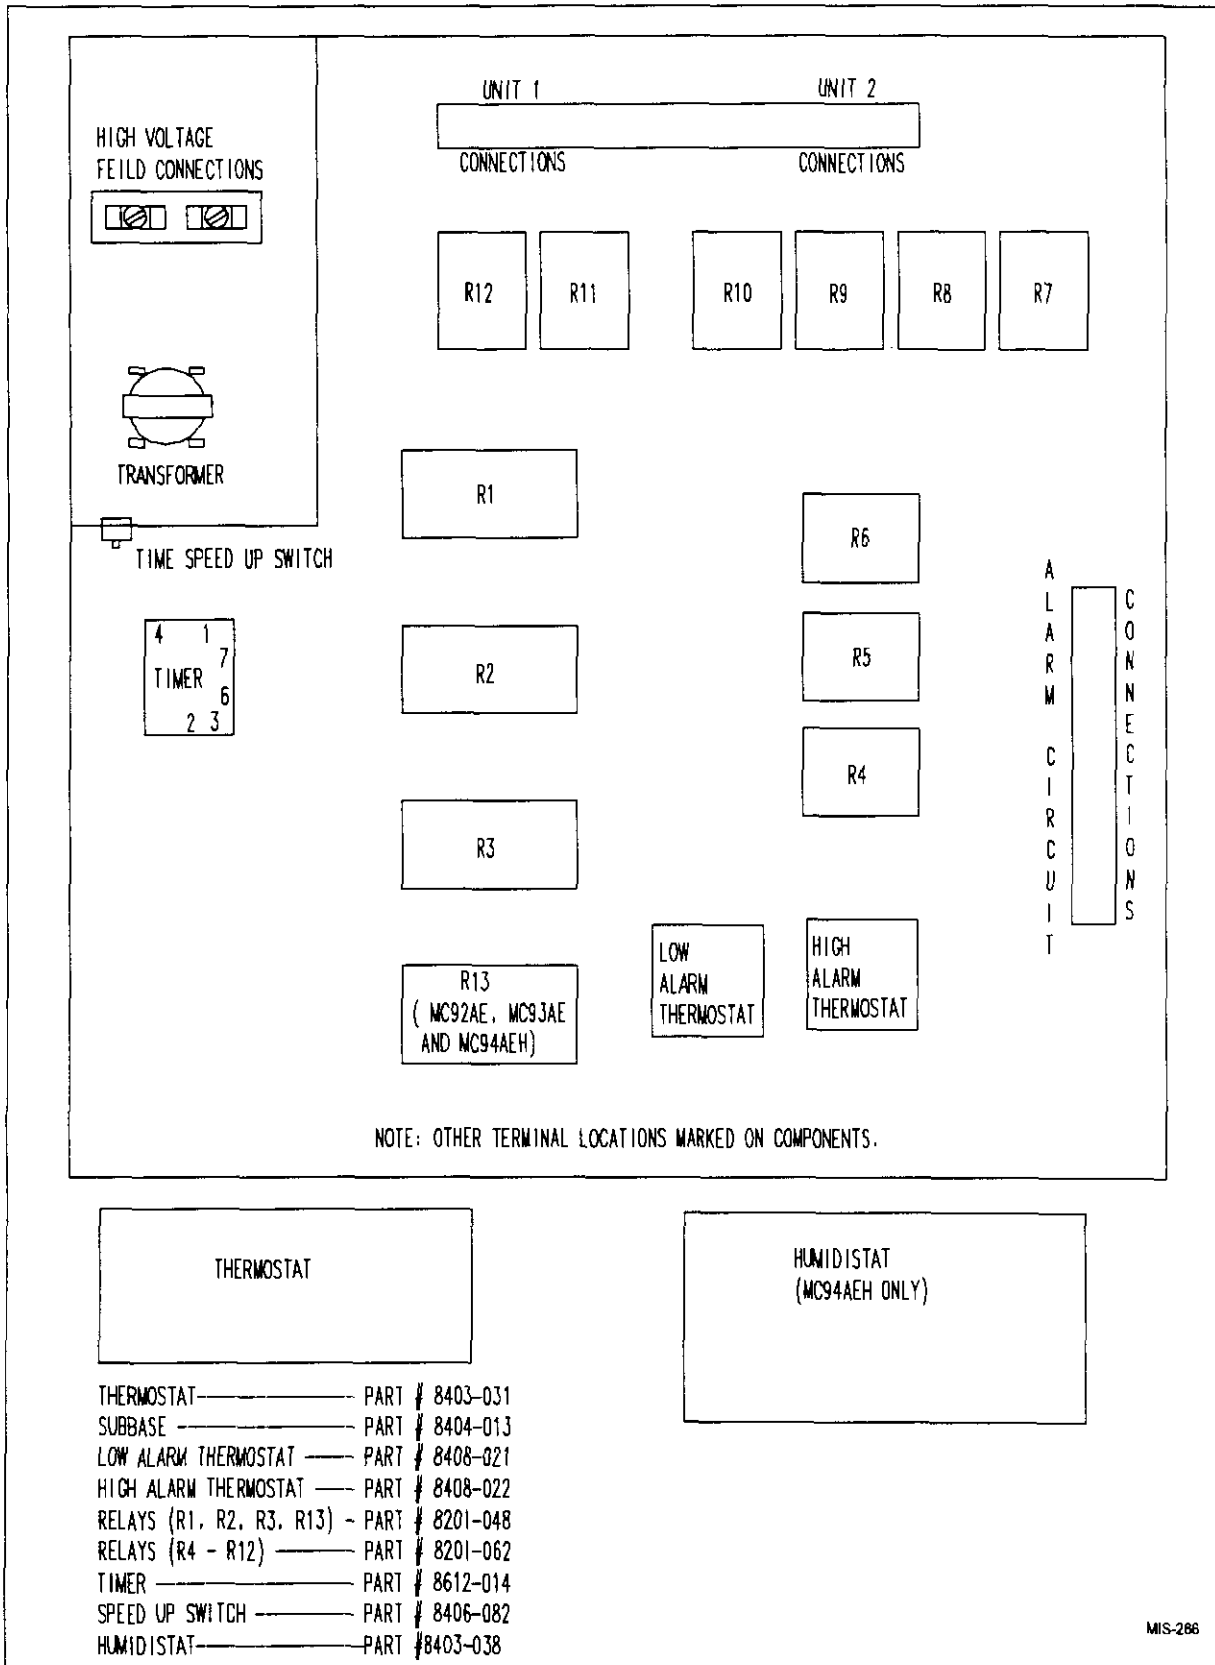 UNIT 1
UNIT 2
HIGH VOLTAGE
FEILD CONNECTIONS
CONNECTIONS
CONNECTIONS
R12
R11
R10
R9
R8
R7
TRANSFORMER
R1
R6
TIME SPEED UP SWITCH
ALARM CIRCUIT
CONNECTIONS
4 1
7
TIMER
6
2 3
R2
R5
R4
R3
LOW
ALARM
THERMOSTAT
HIGH
ALARM
THERMOSTAT
R13
( MC92AE, MC93AE
AND MC94AEH)
NOTE: OTHER TERMINAL LOCATIONS MARKED ON COMPONENTS.
THERMOSTAT
HUMIDISTAT
(MC94AEH ONLY)
THERMOSTAT ———— PART # 8403-031
SUBBASE ———— PART # 8404-013
LOW ALARM THERMOSTAT —— PART # 8408-021
HIGH ALARM THERMOSTAT —— PART # 8408-022
RELAYS (R1, R2, R3, R13) - PART # 8201-048
RELAYS (R4 - R12) ——— PART # 8201-062
TIMER ———— PART # 8612-014
SPEED UP SWITCH ——— PART # 8406-082
HUMIDISTAT ———— PART #8403-038
MIS-266